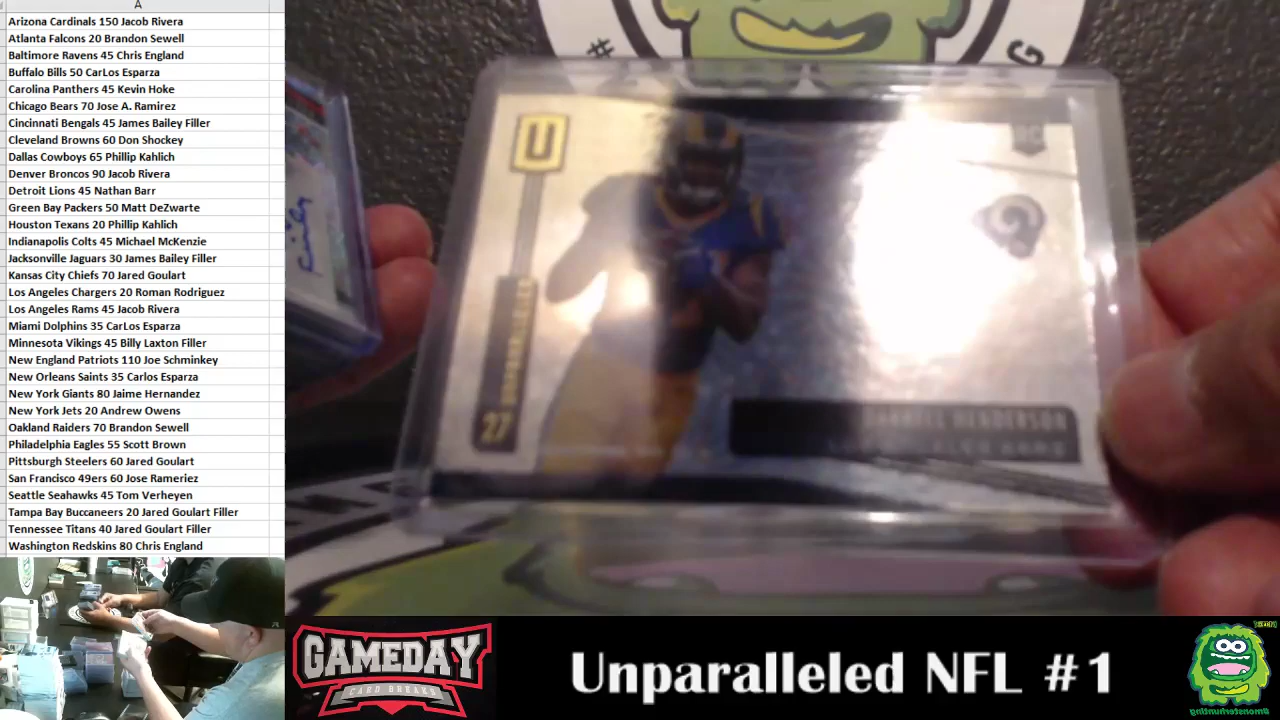 A
Arizona Cardinals 150 Jacob Rivera
Atlanta Falcons 20 Brandon Sewell
Baltimore Ravens 45 Chris England
Buffalo Bills 50 CarLos Esparza
Carolina Panthers 45 Kevin Hoke
Chicago Bears 70 Jose A. Ramirez
Cincinnati Bengals 45 James Bailey Filler
Cleveland Browns 60 Don Shockey
Dallas Cowboys 65 Phillip Kahlich
Denver Broncos 90 Jacob Rivera
Detroit Lions 45 Nathan Barr
Green Bay Packers 50 Matt DeZwarte
Houston Texans 20 Phillip Kahlich
Indianapolis Colts 45 Michael McKenzie
Jacksonville Jaguars 30 James Bailey Filler
Kansas City Chiefs 70 Jared Goulart
Los Angeles Chargers 20 Roman Rodriguez
Los Angeles Rams 45 Jacob Rivera
Miami Dolphins 35 CarLos Esparza
Minnesota Vikings 45 Billy Laxton Filler
New England Patriots 110 Joe Schminkey
New Orleans Saints 35 Carlos Esparza
New York Giants 80 Jaime Hernandez
New York Jets 20 Andrew Owens
Oakland Raiders 70 Brandon Sewell
Philadelphia Eagles 55 Scott Brown
Pittsburgh Steelers 60 Jared Goulart
San Francisco 49ers 60 Jose Rameriez
Seattle Seahawks 45 Tom Verheyen
Tampa Bay Buccaneers 20 Jared Goulart Filler
Tennessee Titans 40 Jared Goulart Filler
Washington Redskins 80 Chris England
#
G
U
RC
UNPARALLELED
27
HENDERSON
GAMEDAY
CARD BREAKS
Unparalleled NFL #1
#monsterhunting